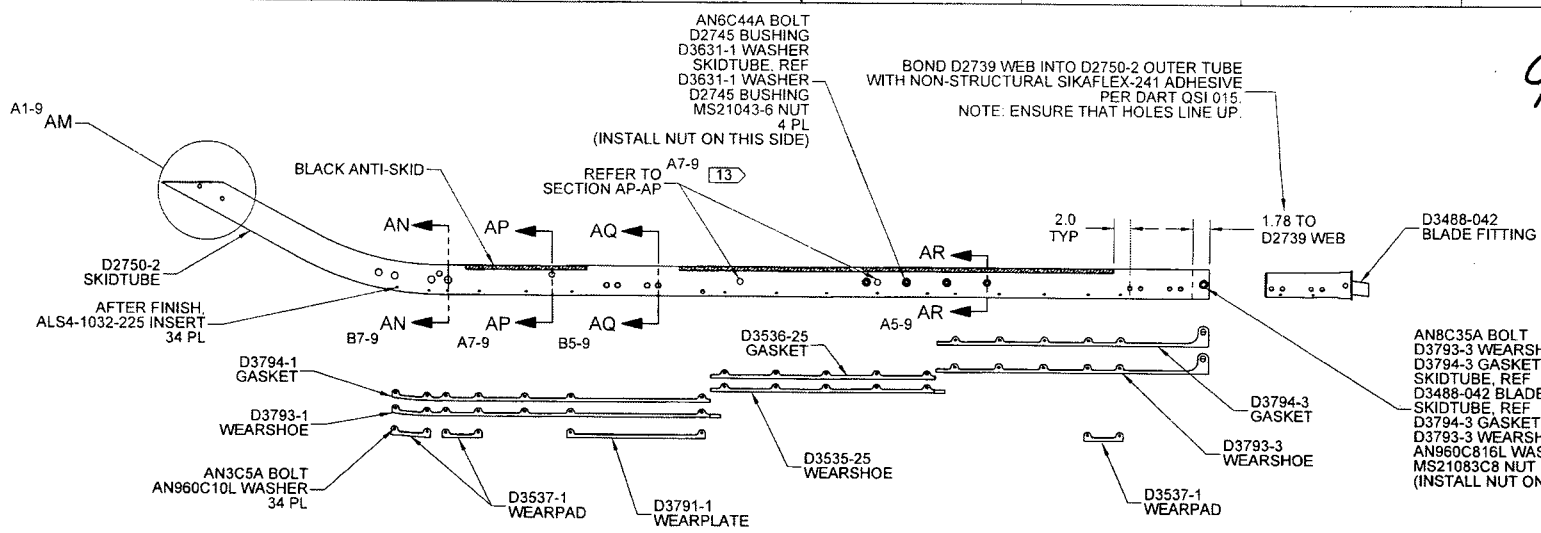 AN6C44A BOLT
D2745 BUSHING
D3631-1 WASHER
SKIDTUBE, REF
D3631-1 WASHER
D2745 BUSHING
MS21043-6 NUT
4 PL
(INSTALL NUT ON THIS SIDE)
BOND D2739 WEB INTO D2750-2 OUTER TUBE
WITH NON-STRUCTURAL SIKAFLEX-241 ADHESIVE
PER DART QSI 015.
NOTE: ENSURE THAT HOLES LINE UP.
A1-9
AM
BLACK ANTI-SKID
REFER TO
SECTION AP-AP
A7-9
13
AN
AP
AQ
AR
2.0
TYP
1.78 TO
D2739 WEB
D3488-042
BLADE FITTING
D2750-2
SKIDTUBE
AFTER FINISH,
ALS4-1032-225 INSERT
34 PL
AN
AP
AQ
AR
B7-9
A7-9
B5-9
A5-9
D3794-1
GASKET
D3793-1
WEARSHOE
AN3C5A BOLT
AN960C10L WASHER
34 PL
D3537-1
WEARPAD
D3791-1
WEARPLATE
D3536-25
GASKET
D3535-25
WEARSHOE
D3794-3
GASKET
D3793-3
WEARSHOE
D3537-1
WEARPAD
AN8C35A BOLT
D3793-3 WEARSH
D3794-3 GASKET
SKIDTUBE, REF
D3488-042 BLADE
SKIDTUBE, REF
D3794-3 GASKET
D3793-3 WEARSH
AN960C816L WAS
MS21083C8 NUT
(INSTALL NUT ON